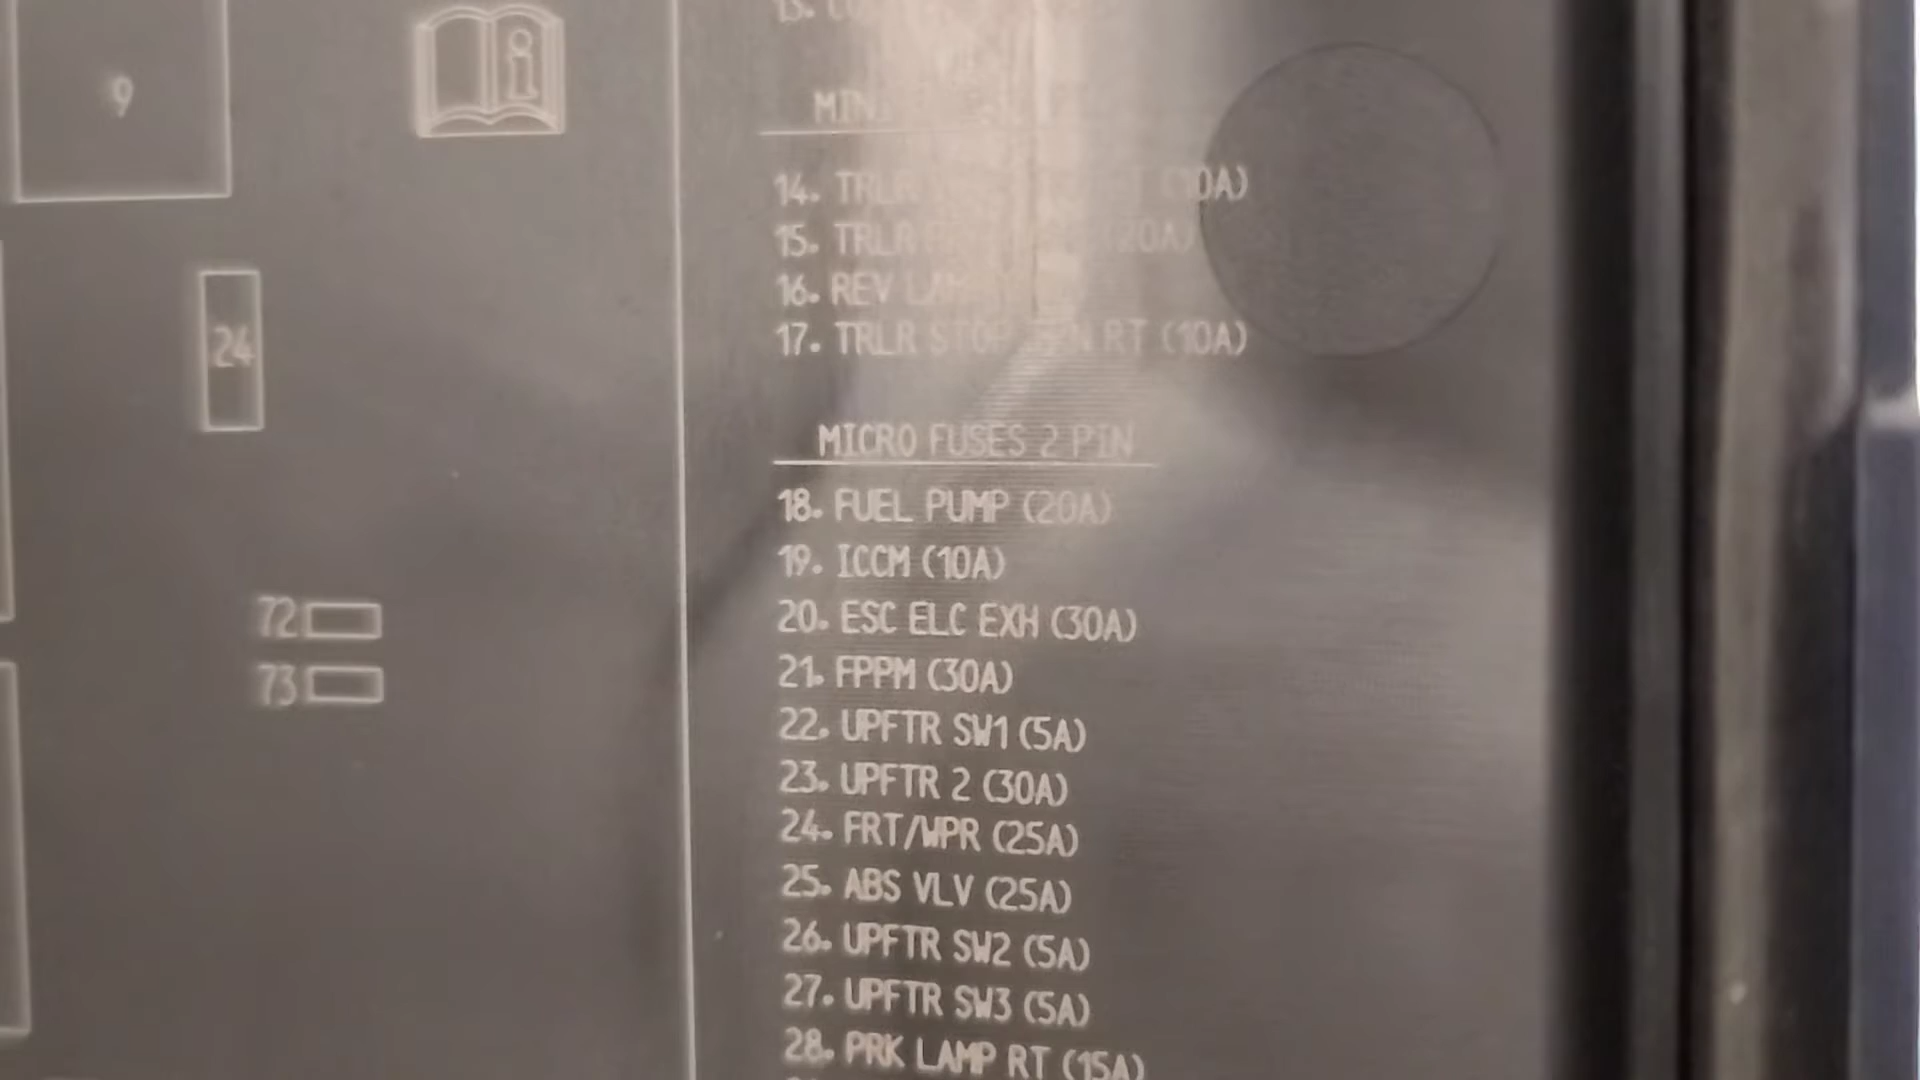 9
24
72
73
14. TRLR (10A)
15. TRLR (20A)
16. REV
17. TRLR STOP RT (10A)
MICRO FUSES 2 PIN
18. FUEL PUMP (20A)
19. ICCM (10A)
20. ESC ELC EXH (30A)
21. FPPM (30A)
22. UPFTR SW1 (5A)
23. UPFTR 2 (30A)
24. FRT/WPR (25A)
25. ABS VLV (25A)
26. UPFTR SW2 (5A)
27. UPFTR SW3 (5A)
28. PRK LAMP RT (15A)